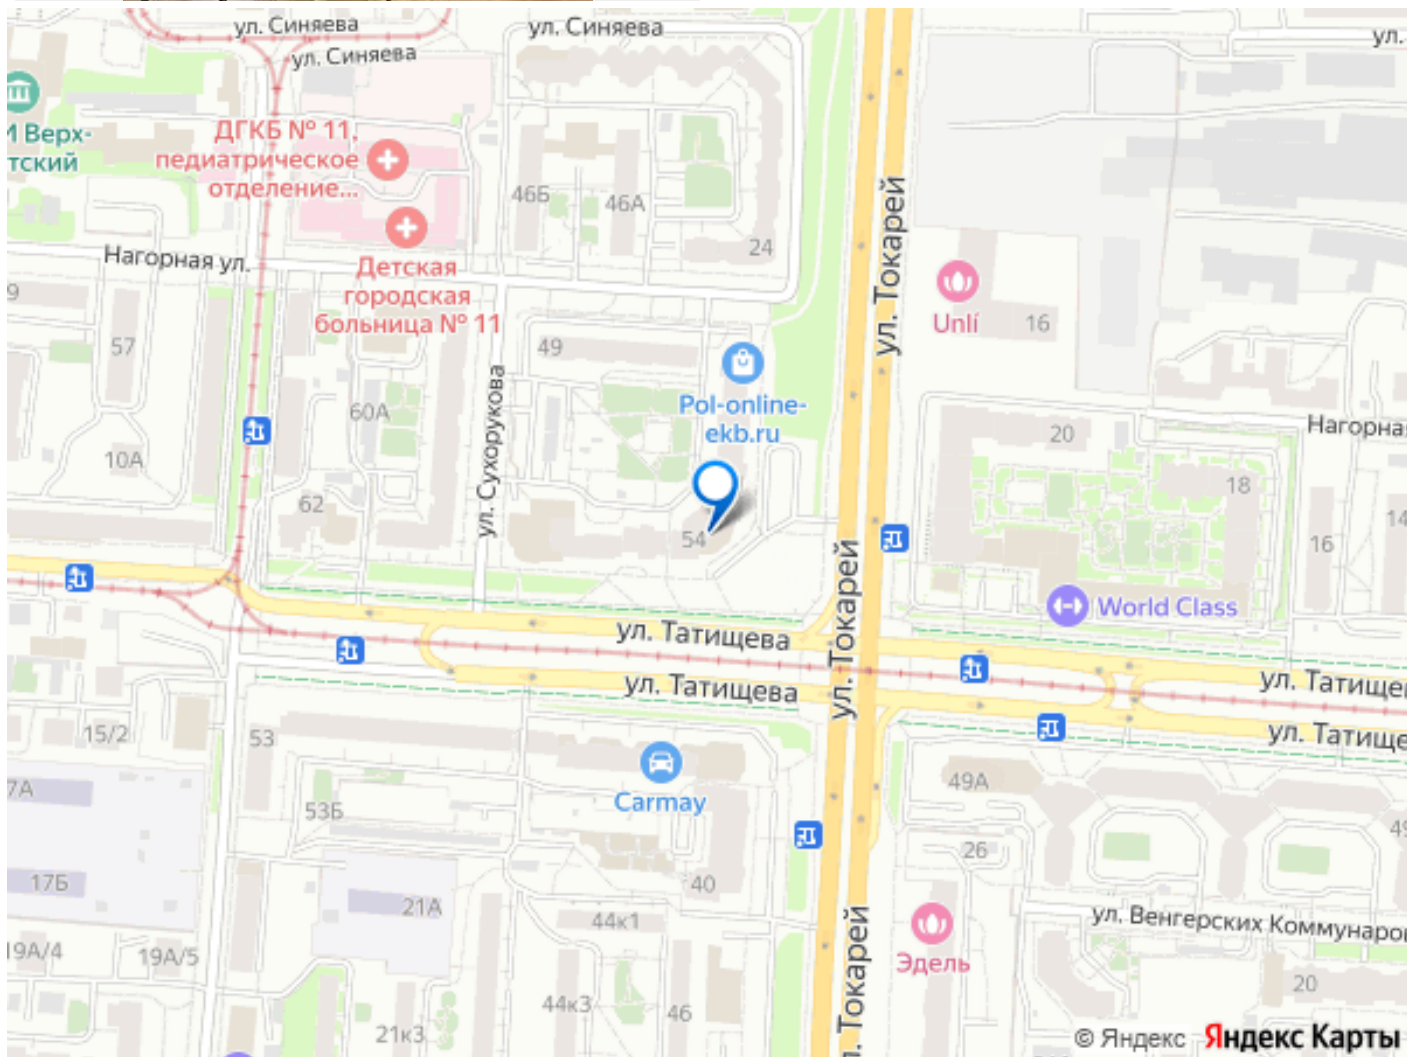 ул. Синяева
ул. Синяева
ул. Синяева
ул.
И Верх-
тский
ДГКБ № 11,
педиатрическое
отделение...
46Б
46А
24
Нагорная ул.
Детская
городская
больница № 11
ул. Токарей
Unlí
16
9
57
49
Pol-online-
ekb.ru
60А
ул. Сухорукова
10А
62
54
20
Нагорная
18
14
16
World Class
ул. Токарей
ул. Татищева
ул. Татищева
ул. Татищев
ул. Татище
15/2
53
Carmay
49А
49
7А
53Б
26
17Б
40
21А
44к1
ул. Венгерских Коммунаров
19А/4
19А/5
Эдель
ул. Токарей
44к3
46
21к3
20
© Яндекс Яндекс Карты